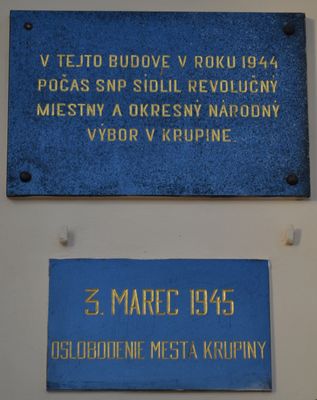 V TEJTO BUDOVE V ROKU 1944
POČAS SNP SÍDLIL REVOLUČNÝ
MIESTNY A OKRESNÝ NÁRODNÝ
VÝBOR V KRUPINE.
3. MAREC 1945
OSLOBODENIE MESTA KRUPINY